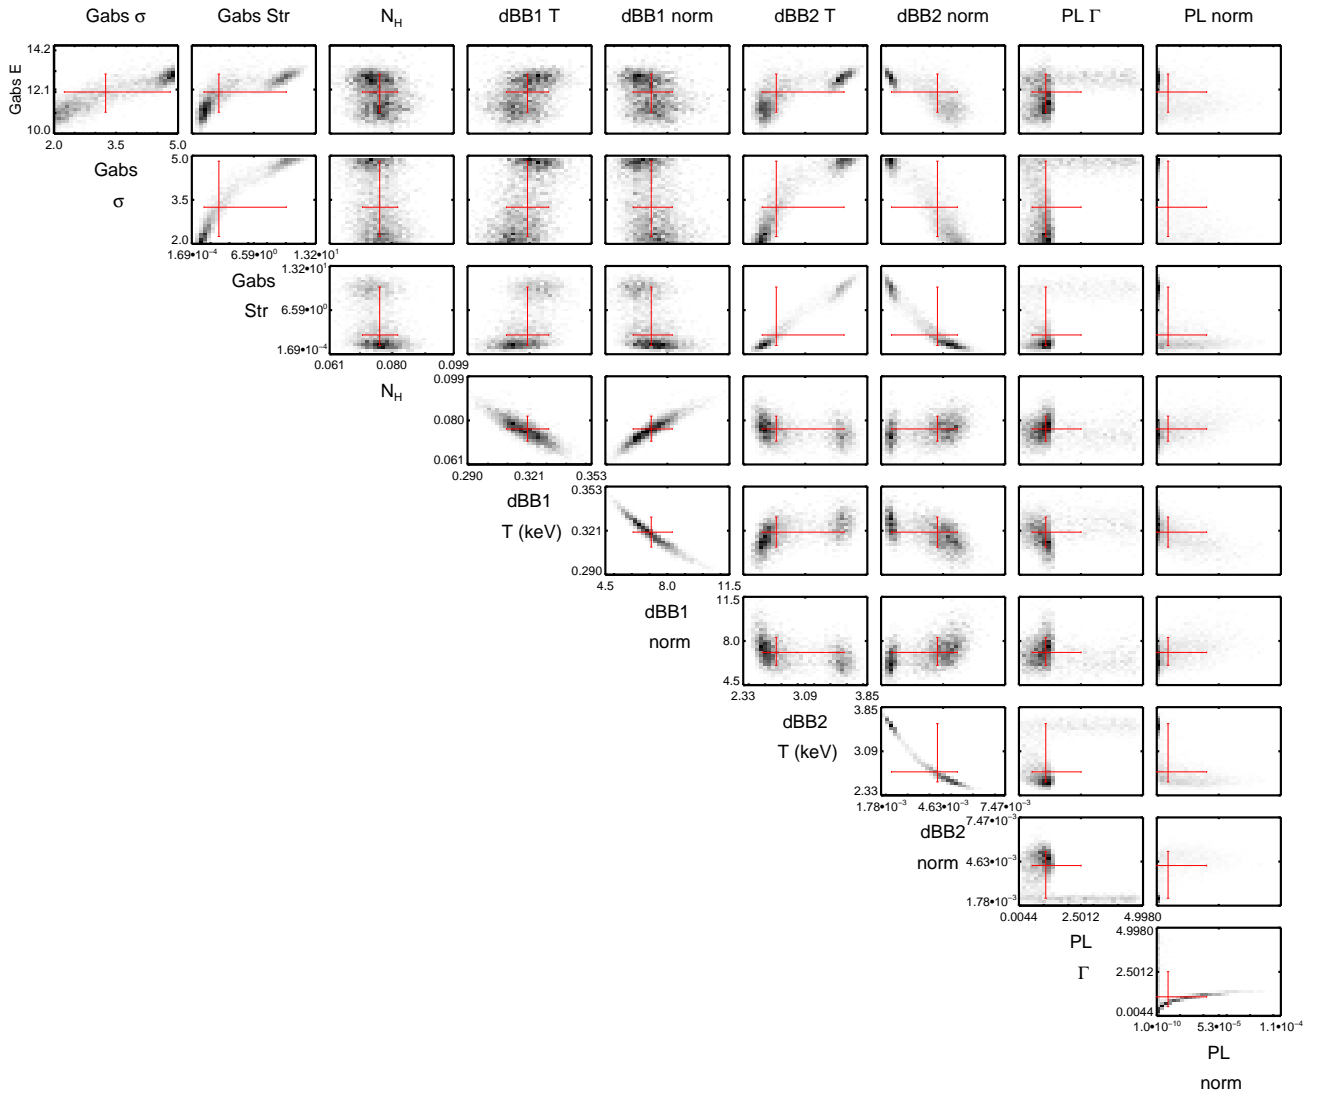 Gabs σ Gabs Str N_H dBB1 T dBB1 norm dBB2 T dBB2 norm PL Γ PL norm
Gabs E
14.2
12.1
10.0
2.0 3.5 5.0
Gabs
σ
5.0
3.5
2.0
1.69•10⁻⁴ 6.59•10⁰ 1.32•10¹
Gabs
Str
1.32•10¹
6.59•10⁰
1.69•10⁻⁴
0.061 0.080 0.099
N_H
0.099
0.080
0.061
0.290 0.321 0.353
dBB1
T (keV)
0.353
0.321
0.290
4.5 8.0 11.5
dBB1
norm
11.5
8.0
4.5
2.33 3.09 3.85
dBB2
T (keV)
3.85
3.09
2.33
1.78•10⁻³ 4.63•10⁻³ 7.47•10⁻³
dBB2
norm
7.47•10⁻³
4.63•10⁻³
1.78•10⁻³
0.0044 2.5012 4.9980
PL
Γ
4.9980
2.5012
0.0044
1.0•10⁻¹⁰ 5.3•10⁻⁵ 1.1•10⁻⁴
PL
norm